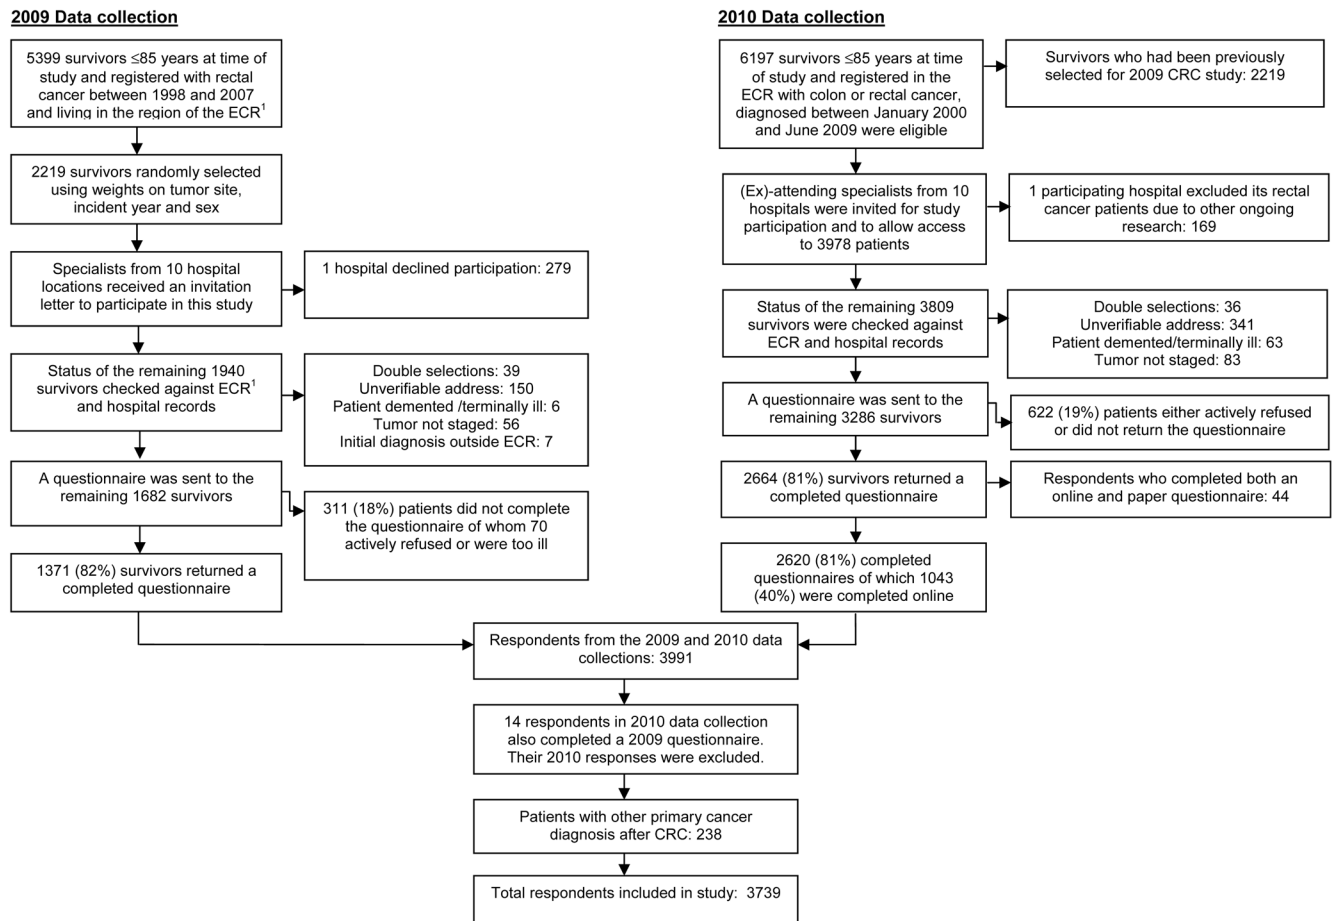 2009 Data collection
5399 survivors ≤85 years at time of
study and registered with rectal
cancer between 1998 and 2007
and living in the region of the ECR¹
2219 survivors randomly selected
using weights on tumor site,
incident year and sex
Specialists from 10 hospital
locations received an invitation
letter to participate in this study
1 hospital declined participation: 279
Status of the remaining 1940
survivors checked against ECR¹
and hospital records
Double selections: 39
Unverifiable address: 150
Patient demented /terminally ill: 6
Tumor not staged: 56
Initial diagnosis outside ECR: 7
A questionnaire was sent to the
remaining 1682 survivors
311 (18%) patients did not complete
the questionnaire of whom 70
actively refused or were too ill
1371 (82%) survivors returned a
completed questionnaire
2010 Data collection
6197 survivors ≤85 years at time
of study and registered in the
ECR with colon or rectal cancer,
diagnosed between January 2000
and June 2009 were eligible
Survivors who had been previously
selected for 2009 CRC study: 2219
(Ex)-attending specialists from 10
hospitals were invited for study
participation and to allow access
to 3978 patients
1 participating hospital excluded its rectal
cancer patients due to other ongoing
research: 169
Status of the remaining 3809
survivors were checked against
ECR and hospital records
Double selections: 36
Unverifiable address: 341
Patient demented/terminally ill: 63
Tumor not staged: 83
A questionnaire was sent to the
remaining 3286 survivors
622 (19%) patients either actively refused
or did not return the questionnaire
2664 (81%) survivors returned a
completed questionnaire
Respondents who completed both an
online and paper questionnaire: 44
2620 (81%) completed
questionnaires of which 1043
(40%) were completed online
Respondents from the 2009 and 2010 data
collections: 3991
14 respondents in 2010 data collection
also completed a 2009 questionnaire.
Their 2010 responses were excluded.
Patients with other primary cancer
diagnosis after CRC: 238
Total respondents included in study: 3739